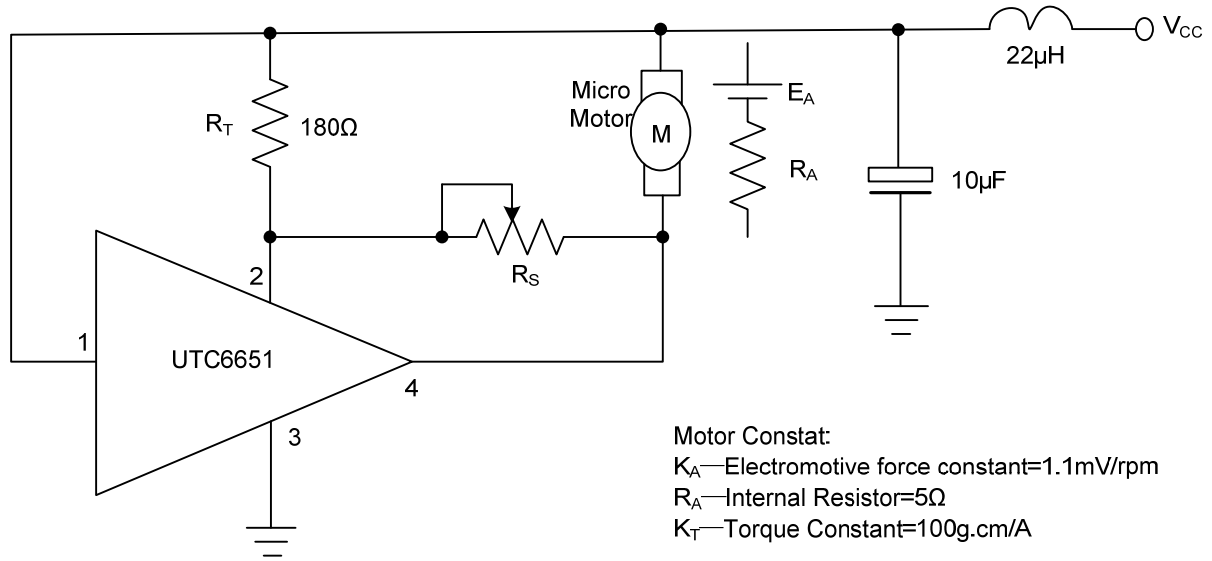 V_CC
22μH
Micro
Motor
M
E_A
R_A
R_T
180Ω
10μF
R_S
2
1
UTC6651
4
3
Motor Constat:
K_A—Electromotive force constant=1.1mV/rpm
R_A—Internal Resistor=5Ω
K_T—Torque Constant=100g.cm/A